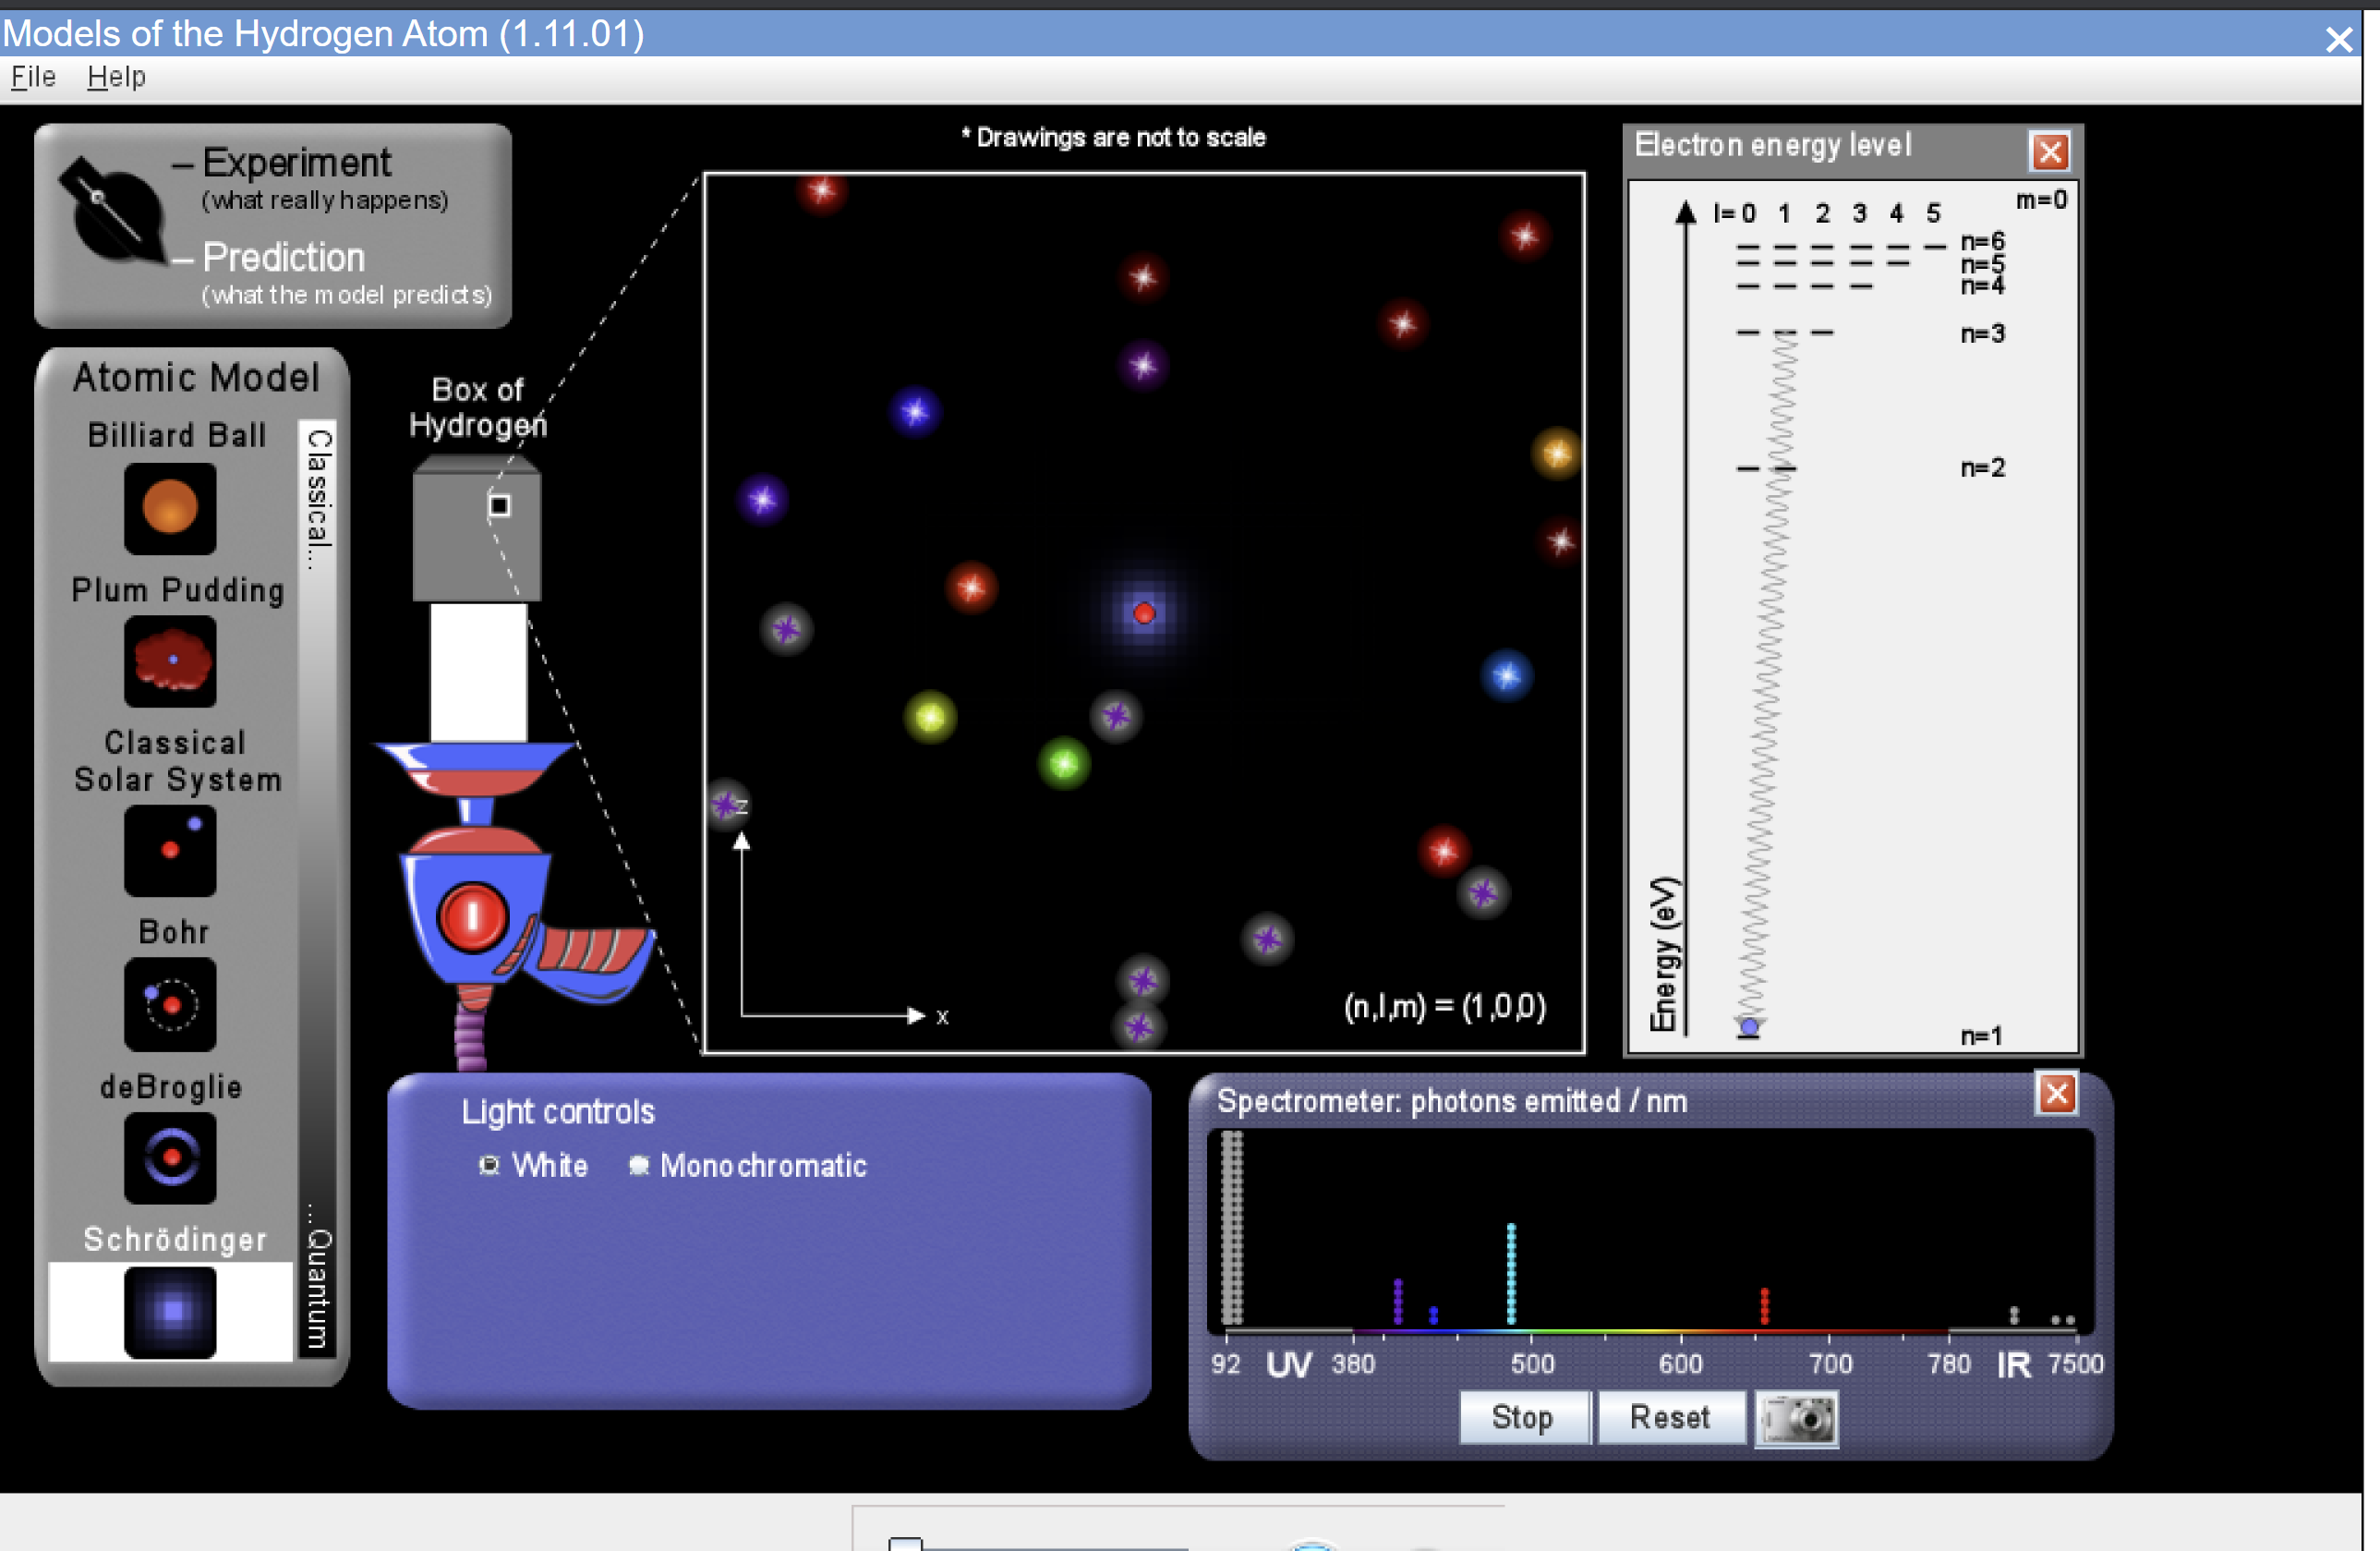 Models of the Hydrogen Atom (1.11.01)
File Help
Experiment
(what really happens)
Prediction
(what the model predicts)
Atomic Model
Billiard Ball
Plum Pudding
Classical
Solar System
Bohr
deBroglie
Schrödinger
Classical...
...Quantum
Box of
Hydrogen
* Drawings are not to scale
z
x
(n,l,m) = (1,0,0)
Electron energy level
m=0
l= 0 1 2 3 4 5
n=6
n=5
n=4
n=3
n=2
n=1
Energy (eV)
Light controls
White Monochromatic
Spectrometer: photons emitted / nm
92 UV 380 500 600 700 780 IR 7500
Stop Reset